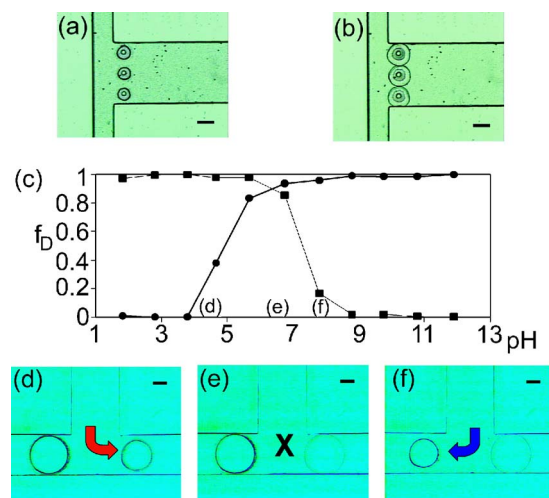 (a)
(b)
(c)
1
0.8
0.6
f_D
0.4
0.2
0
(d) (e) (f)
1 3 5 7 9 11 13
pH
(d)
(e)
(f)
X